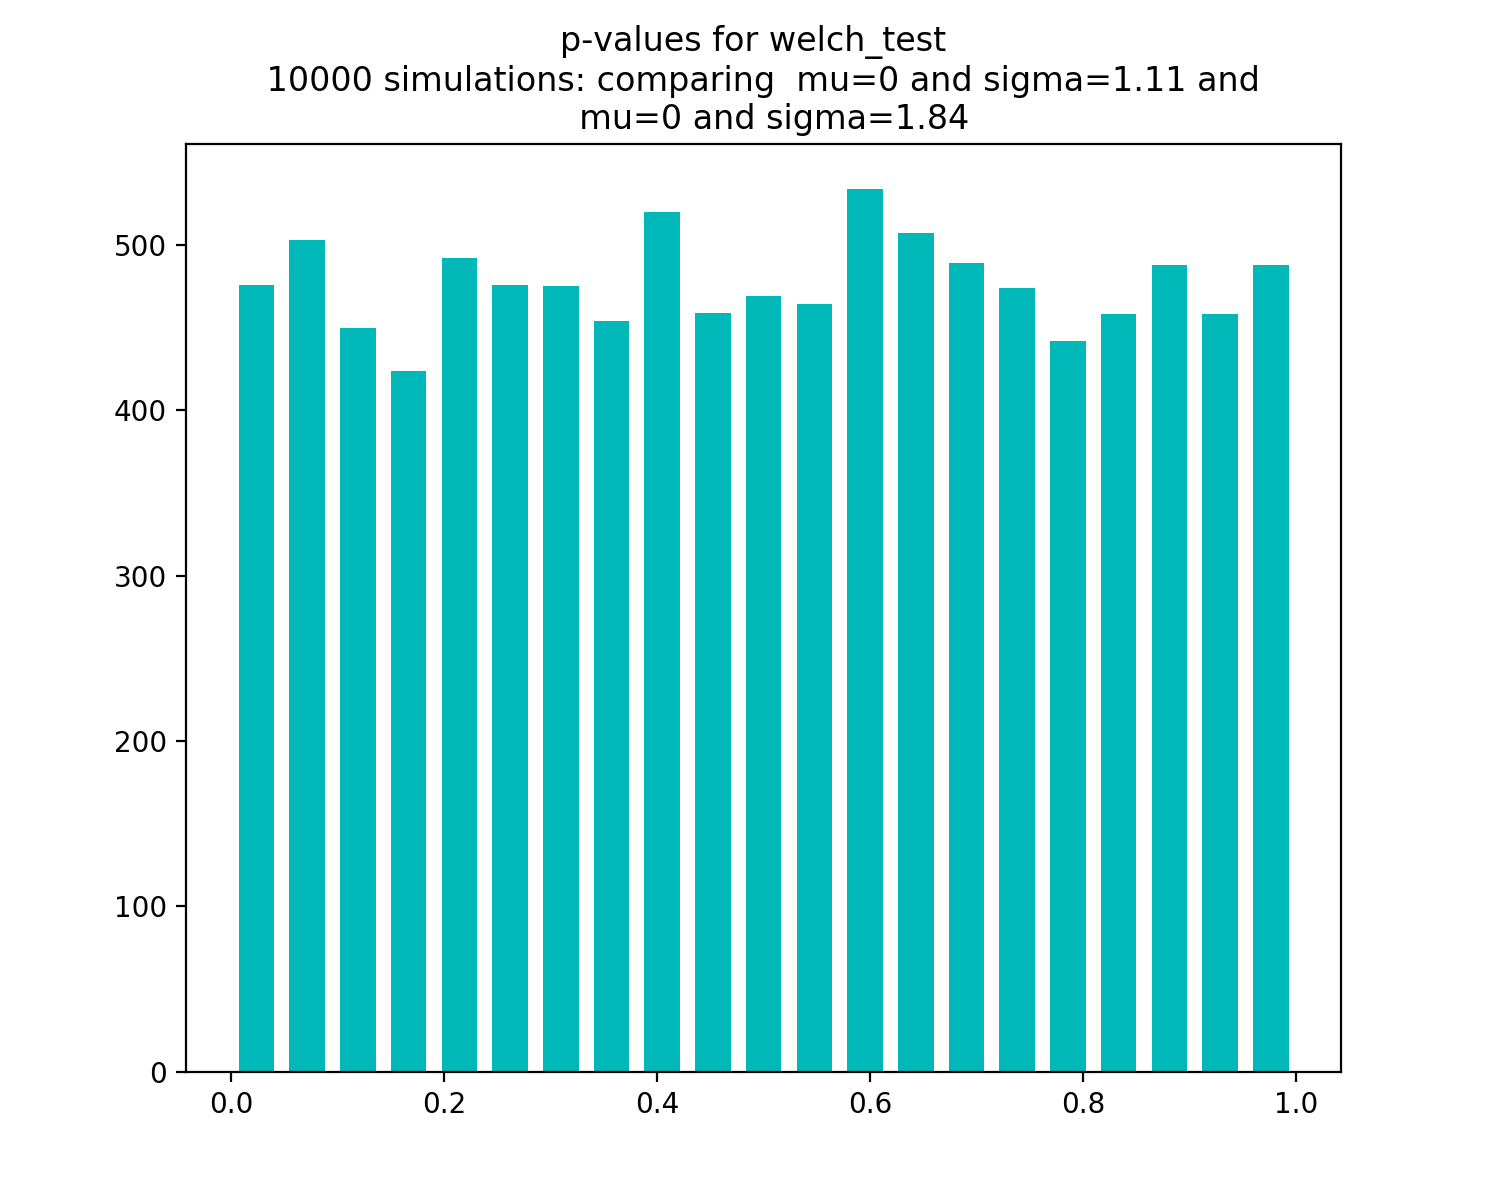 p-values for welch_test
10000 simulations: comparing  mu=0 and sigma=1.11 and
mu=0 and sigma=1.84
500
400
300
200
100
0
0.0 0.2 0.4 0.6 0.8 1.0